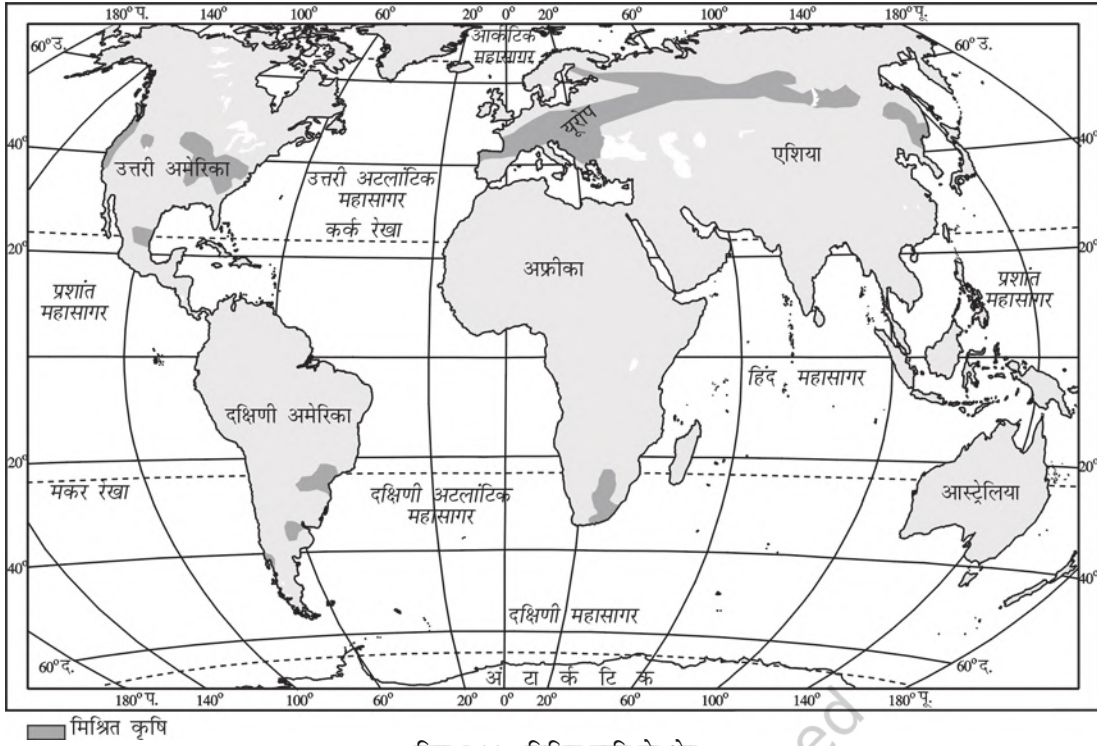 180° प. 140° 100° 60° 20° 0° 20° 60° 100° 140° 180° पू.
आर्कटिक
महासागर
60° उ. 60° उ.
यूरोप
40° 40°
एशिया
उत्तरी अमेरिका
उत्तरी अटलांटिक
महासागर
कर्क रेखा
20° 20°
अफ्रीका
प्रशांत
महासागर
प्रशांत
महासागर
हिंद महासागर
दक्षिणी अमेरिका
20° 20°
मकर रेखा
दक्षिणी अटलांटिक
महासागर
आस्ट्रेलिया
40° 40°
दक्षिणी महासागर
60° द. 60° द.
अंटार्कटिक
180° प. 100° 60° 20° 0° 20° 60° 100° 140° 180° पू.
मिश्रित कृषि